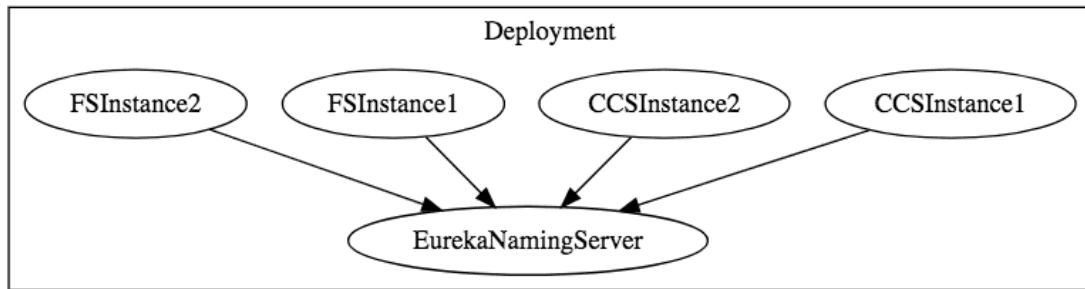 Deployment
FSInstance2
FSInstance1
CCSInstance2
CCSInstance1
EurekaNamingServer